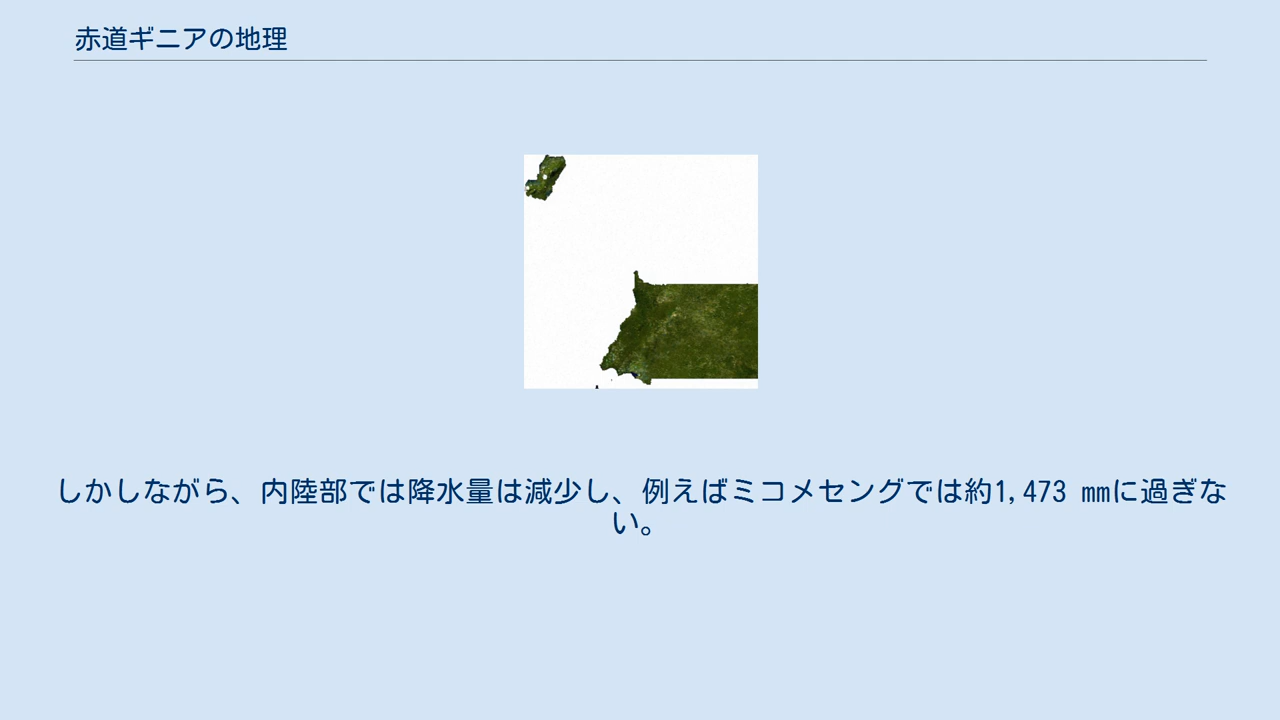 赤道ギニアの地理
しかしながら、内陸部では降水量は減少し、例えばミコメセングでは約1,473 mmに過ぎな
い。